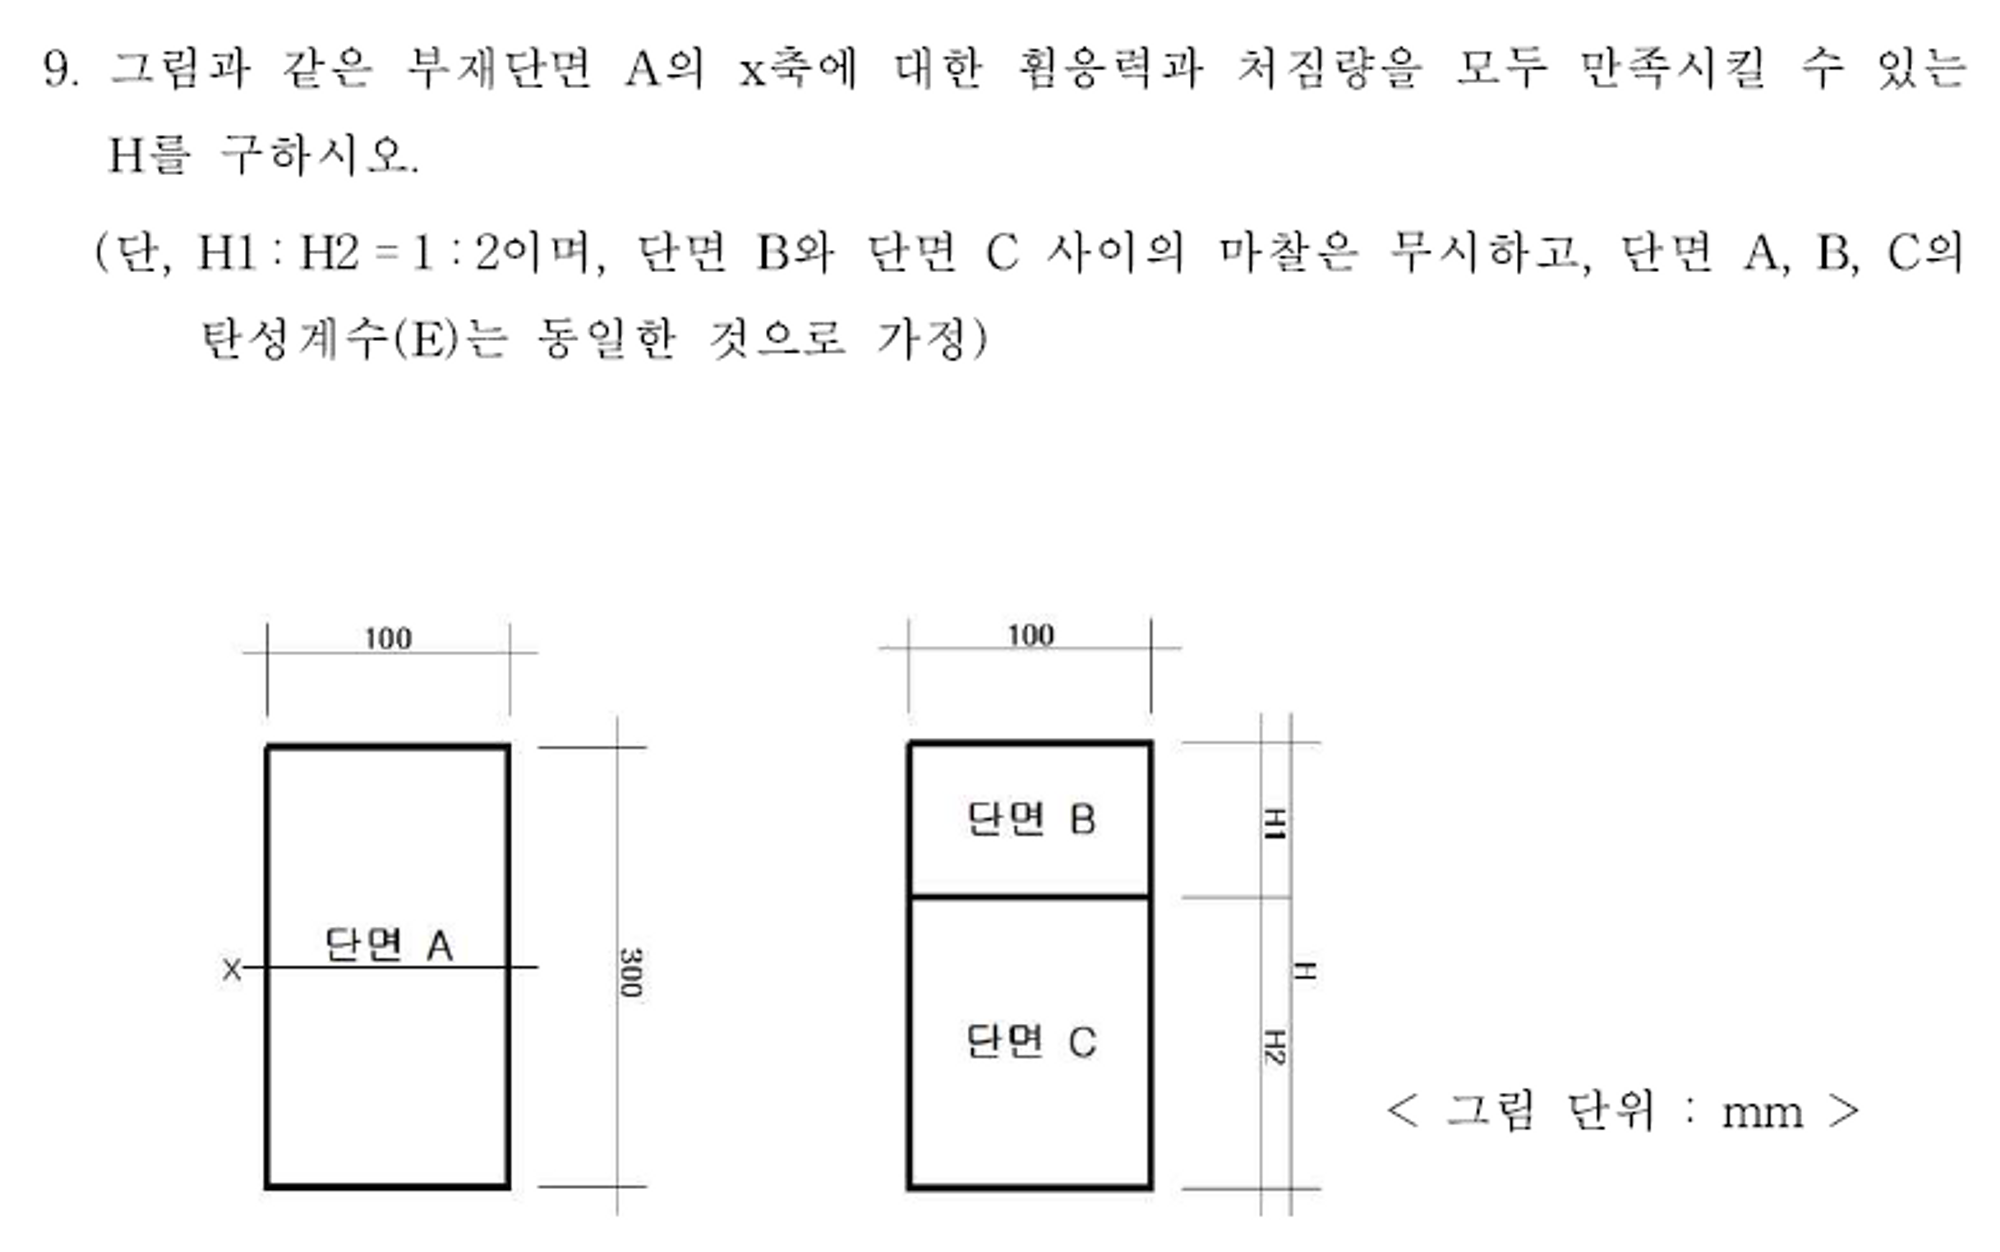 9. 그림과 같은 부재단면 A의 x축에 대한 휨응력과 처짐량을 모두 만족시킬 수 있는
H를 구하시오.
(단, H1 : H2 = 1 : 2이며, 단면 B와 단면 C 사이의 마찰은 무시하고, 단면 A, B, C의
탄성계수(E)는 동일한 것으로 가정)
100
100
단면 B
H1
단면 A
X
300
H
단면 C
H2
< 그림 단위 : mm >